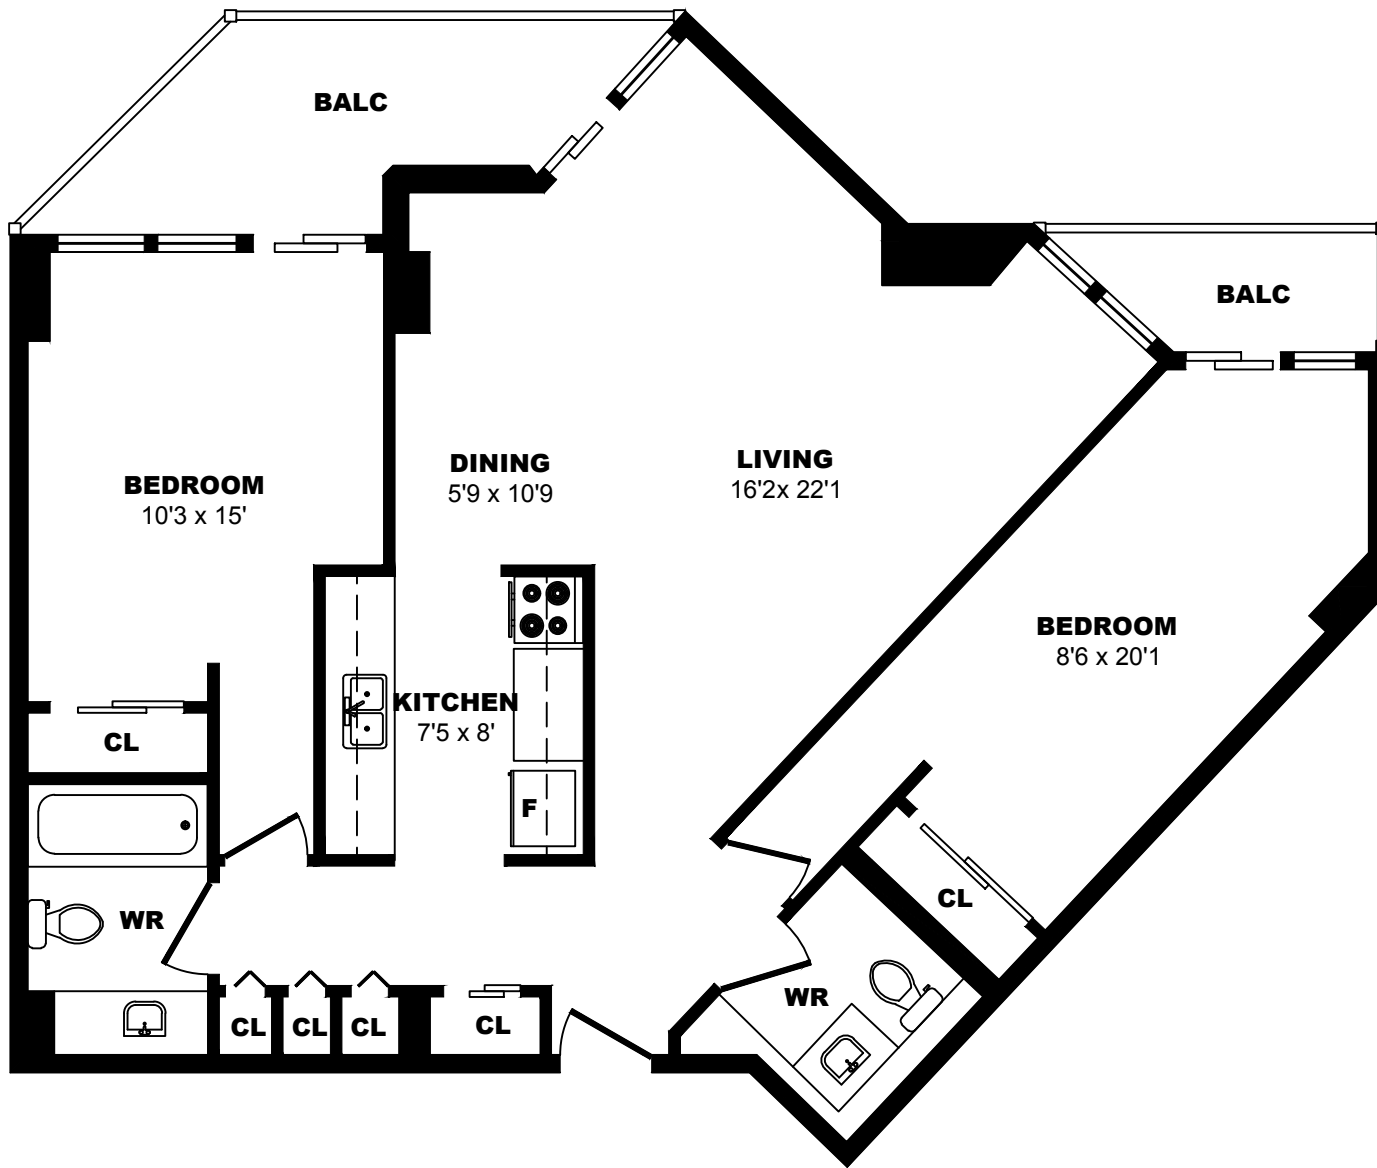 BALC
BALC
DINING
5'9 x 10'9
LIVING
16'2x 22'1
BEDROOM
10'3 x 15'
BEDROOM
8'6 x 20'1
KITCHEN
7'5 x 8'
CL
F
WR
CL
WR
CL
CL
CL
CL